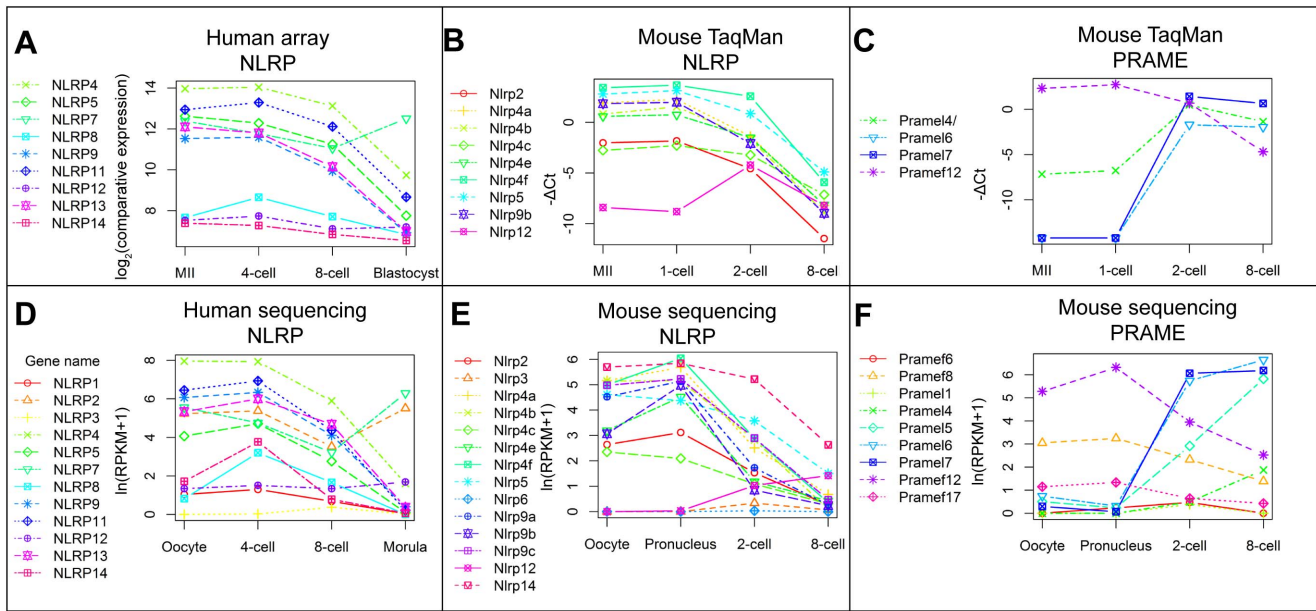 A
Human array
NLRP
NLRP4
NLRP5
NLRP7
NLRP8
NLRP9
NLRP11
NLRP12
NLRP13
NLRP14
log2(comparative expression)
14
12
10
8
MII
4-cell
8-cell
Blastocyst
B
Mouse TaqMan
NLRP
Nlrp2
Nlrp4a
Nlrp4b
Nlrp4c
Nlrp4e
Nlrp4f
Nlrp5
Nlrp9b
Nlrp12
-ΔCt
0
-5
-10
MII
1-cell
2-cell
8-cel
C
Mouse TaqMan
PRAME
Pramel4/
Pramel6
Pramel7
Pramef12
-ΔCt
0
-5
-10
MII
1-cell
2-cell
8-cell
D
Human sequencing
NLRP
Gene name
NLRP1
NLRP2
NLRP3
NLRP4
NLRP5
NLRP7
NLRP8
NLRP9
NLRP11
NLRP12
NLRP13
NLRP14
ln(RPKM+1)
8
6
4
2
0
Oocyte
4-cell
8-cell
Morula
E
Mouse sequencing
NLRP
Nlrp2
Nlrp3
Nlrp4a
Nlrp4b
Nlrp4c
Nlrp4e
Nlrp4f
Nlrp5
Nlrp6
Nlrp9a
Nlrp9b
Nlrp9c
Nlrp12
Nlrp14
ln(RPKM+1)
6
5
4
3
2
1
0
Oocyte
Pronucleus
2-cell
8-cell
F
Mouse sequencing
PRAME
Pramef6
Pramef8
Pramel1
Pramel4
Pramel5
Pramel6
Pramel7
Pramef12
Pramef17
ln(RPKM+1)
6
5
4
3
2
1
0
Oocyte
Pronucleus
2-cell
8-cell